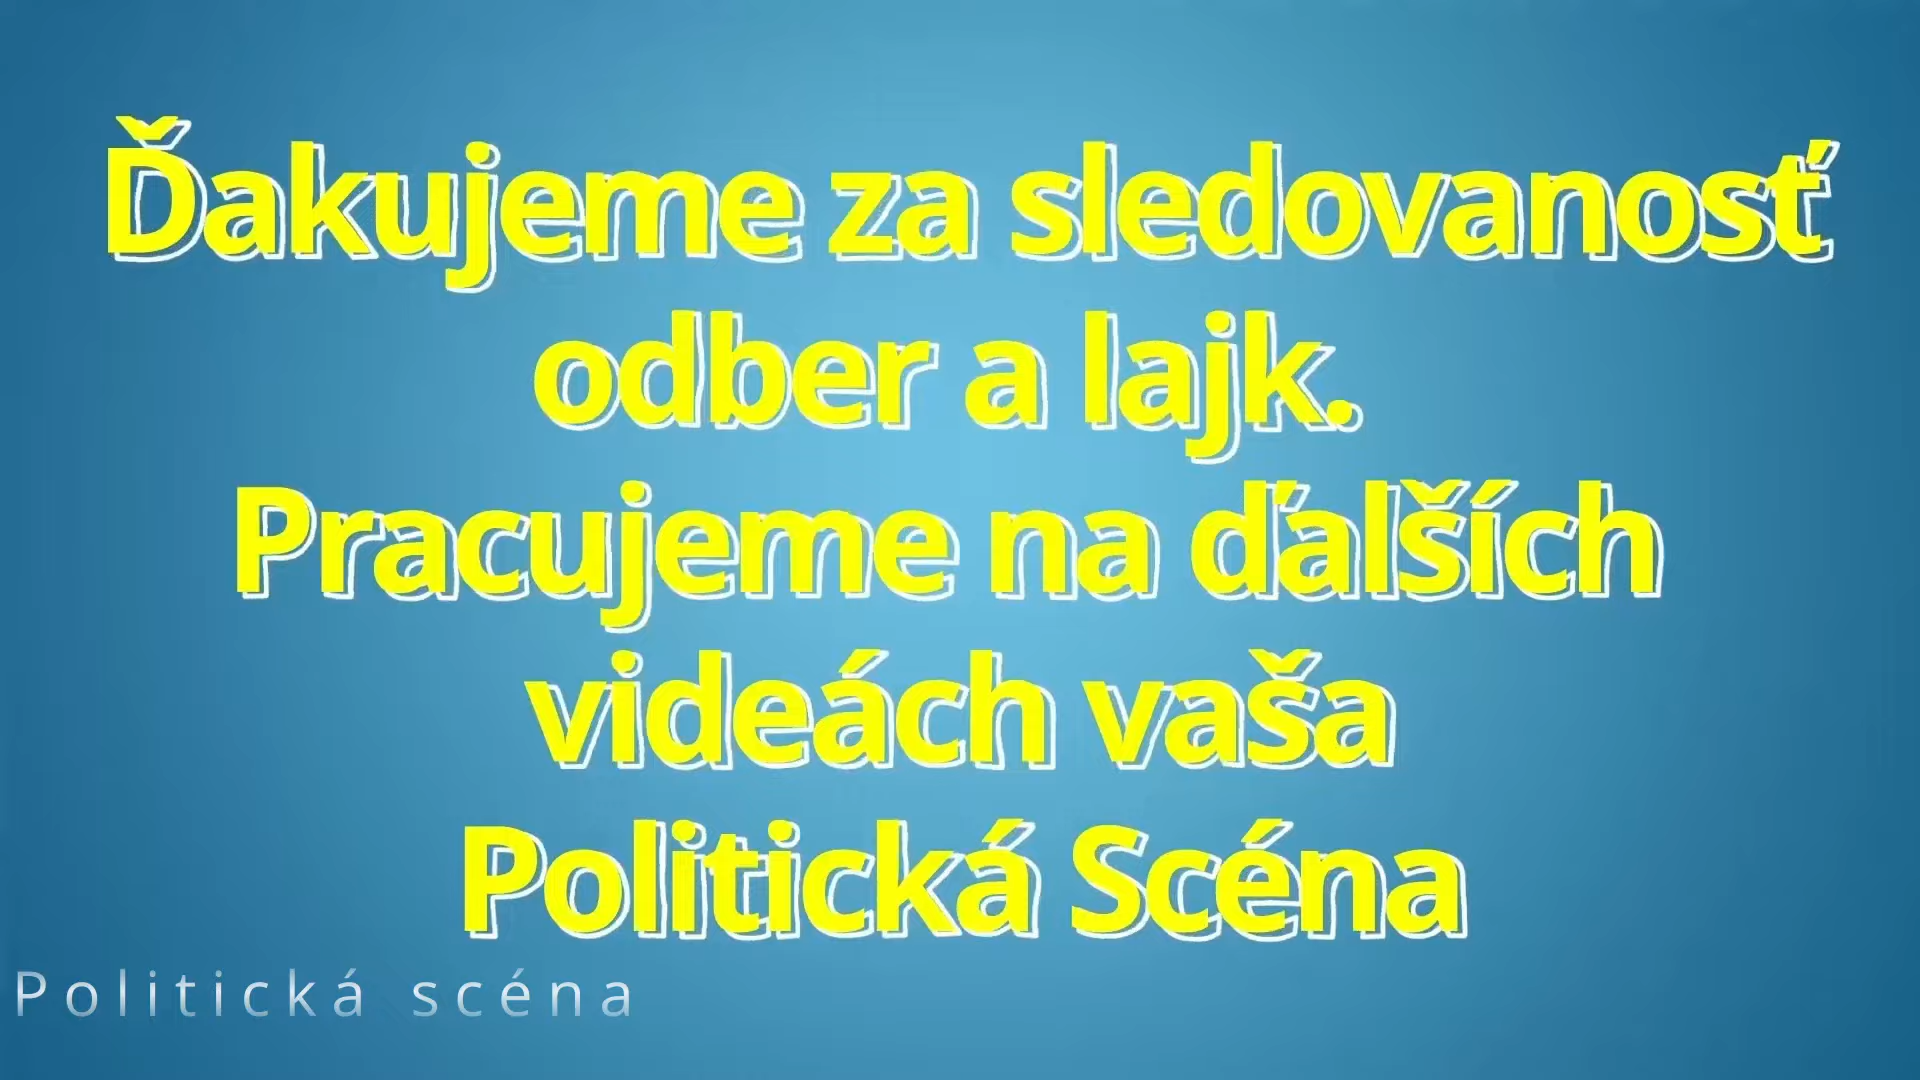 Ďakujeme za sledovanosť
odber a lajk.
Pracujeme na ďalších
videách vaša
Politická Scéna
Politická scéna